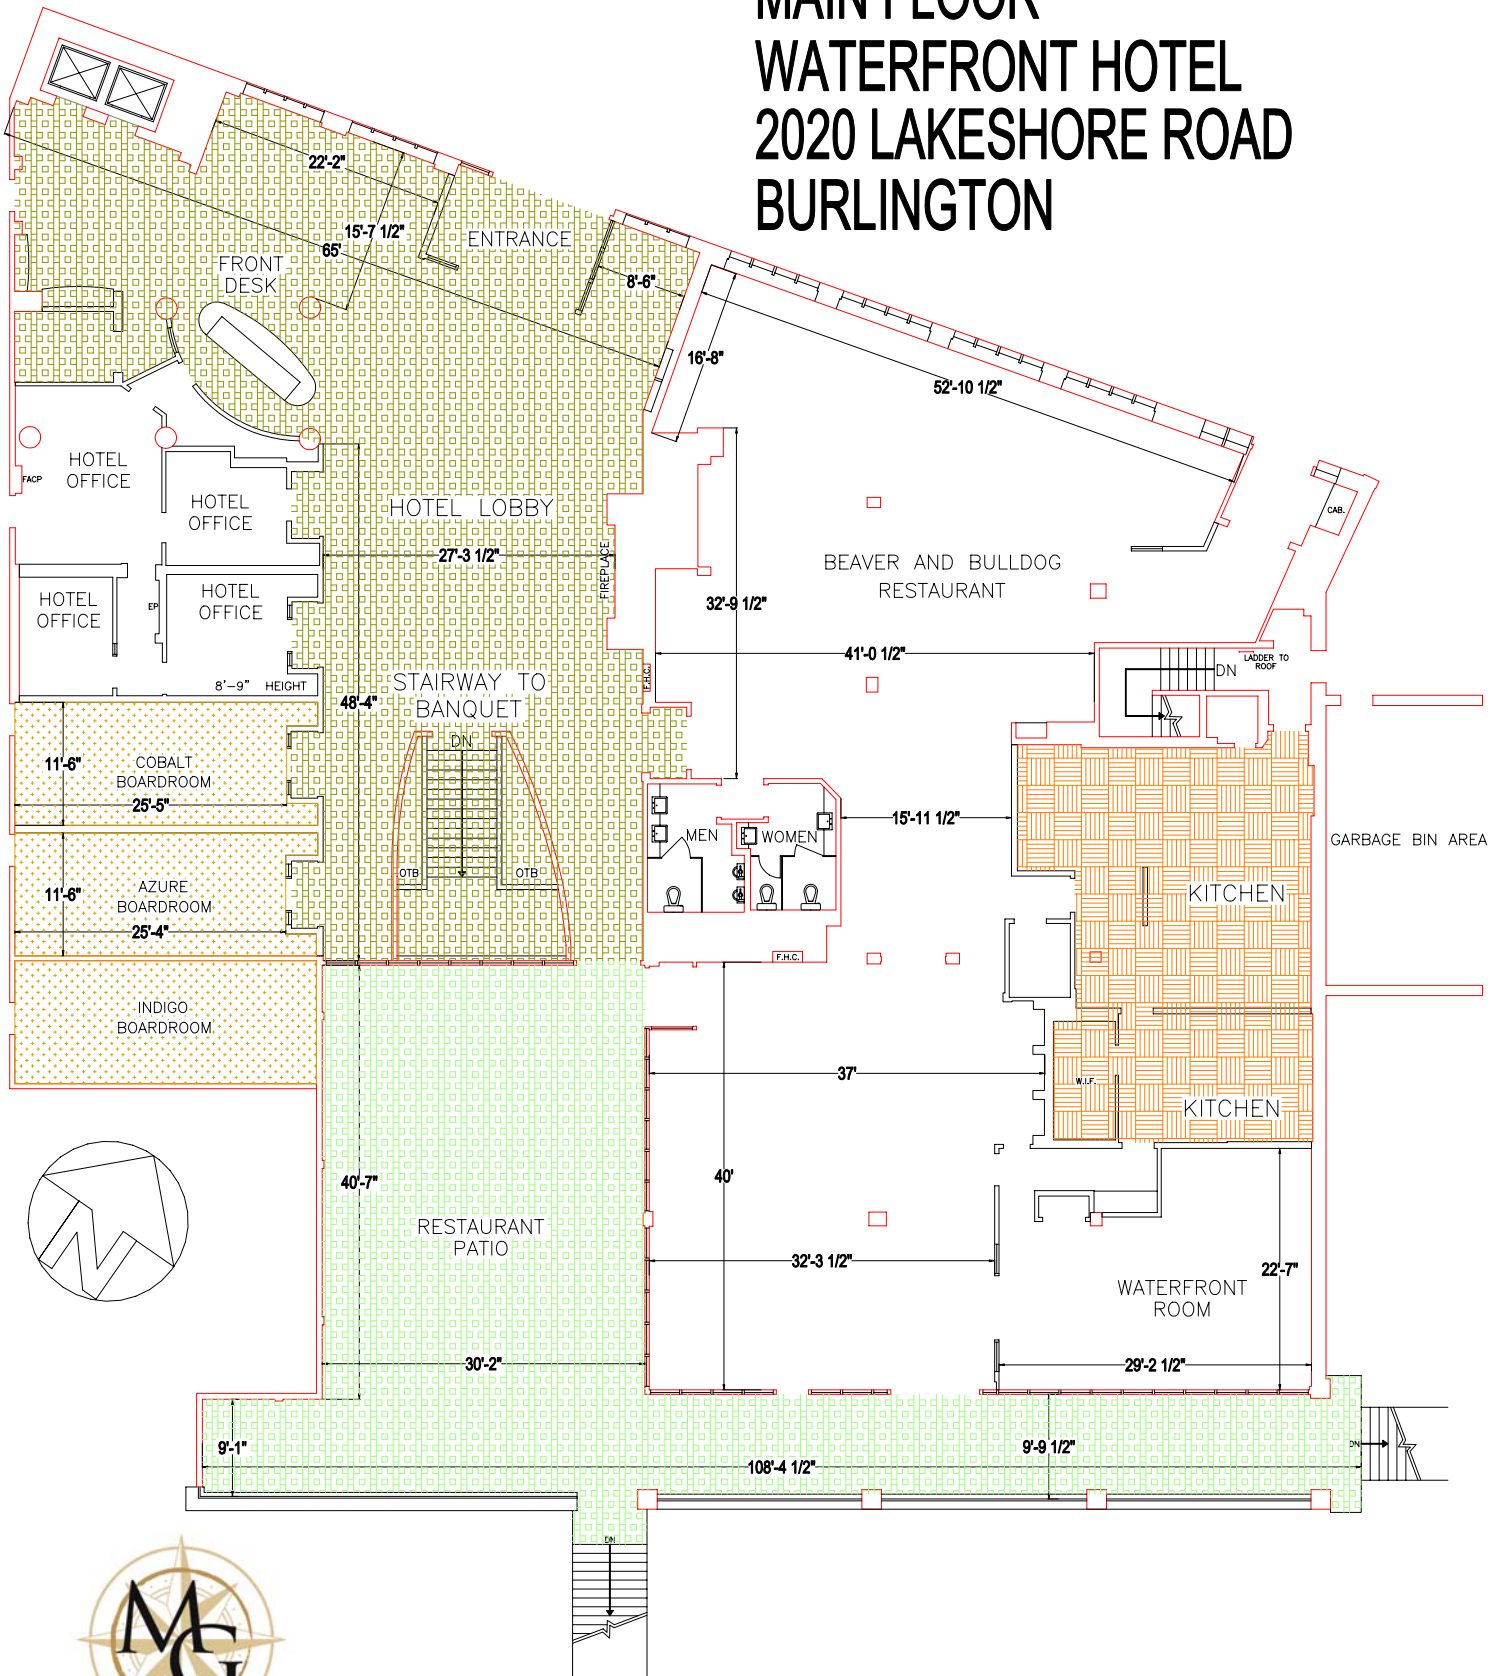 MAIN FLOOR
WATERFRONT HOTEL
2020 LAKESHORE ROAD
BURLINGTON
22'-2"
15'-7 1/2"
65'
ENTRANCE
FRONT
DESK
8'-6"
16'-8"
52'-10 1/2"
HOTEL
OFFICE
FACP
HOTEL
OFFICE
HOTEL LOBBY
27'-3 1/2"
FIREPLACE
CAB.
BEAVER AND BULLDOG
RESTAURANT
HOTEL
OFFICE
EP
HOTEL
OFFICE
32'-9 1/2"
41'-0 1/2"
LADDER TO
ROOF
DN
F.H.C.
8'-9" HEIGHT
48'-4"
STAIRWAY TO
BANQUET
DN
11'-6"
COBALT
BOARDROOM
25'-5"
MEN
WOMEN
15'-11 1/2"
GARBAGE BIN AREA
OTB
OTB
11'-6"
AZURE
BOARDROOM
25'-4"
KITCHEN
F.H.C.
INDIGO
BOARDROOM
37'
W.I.F.
KITCHEN
40'-7"
40'
RESTAURANT
PATIO
N
32'-3 1/2"
22'-7"
WATERFRONT
ROOM
30'-2"
29'-2 1/2"
9'-1"
9'-9 1/2"
108'-4 1/2"
DN
DN
MG